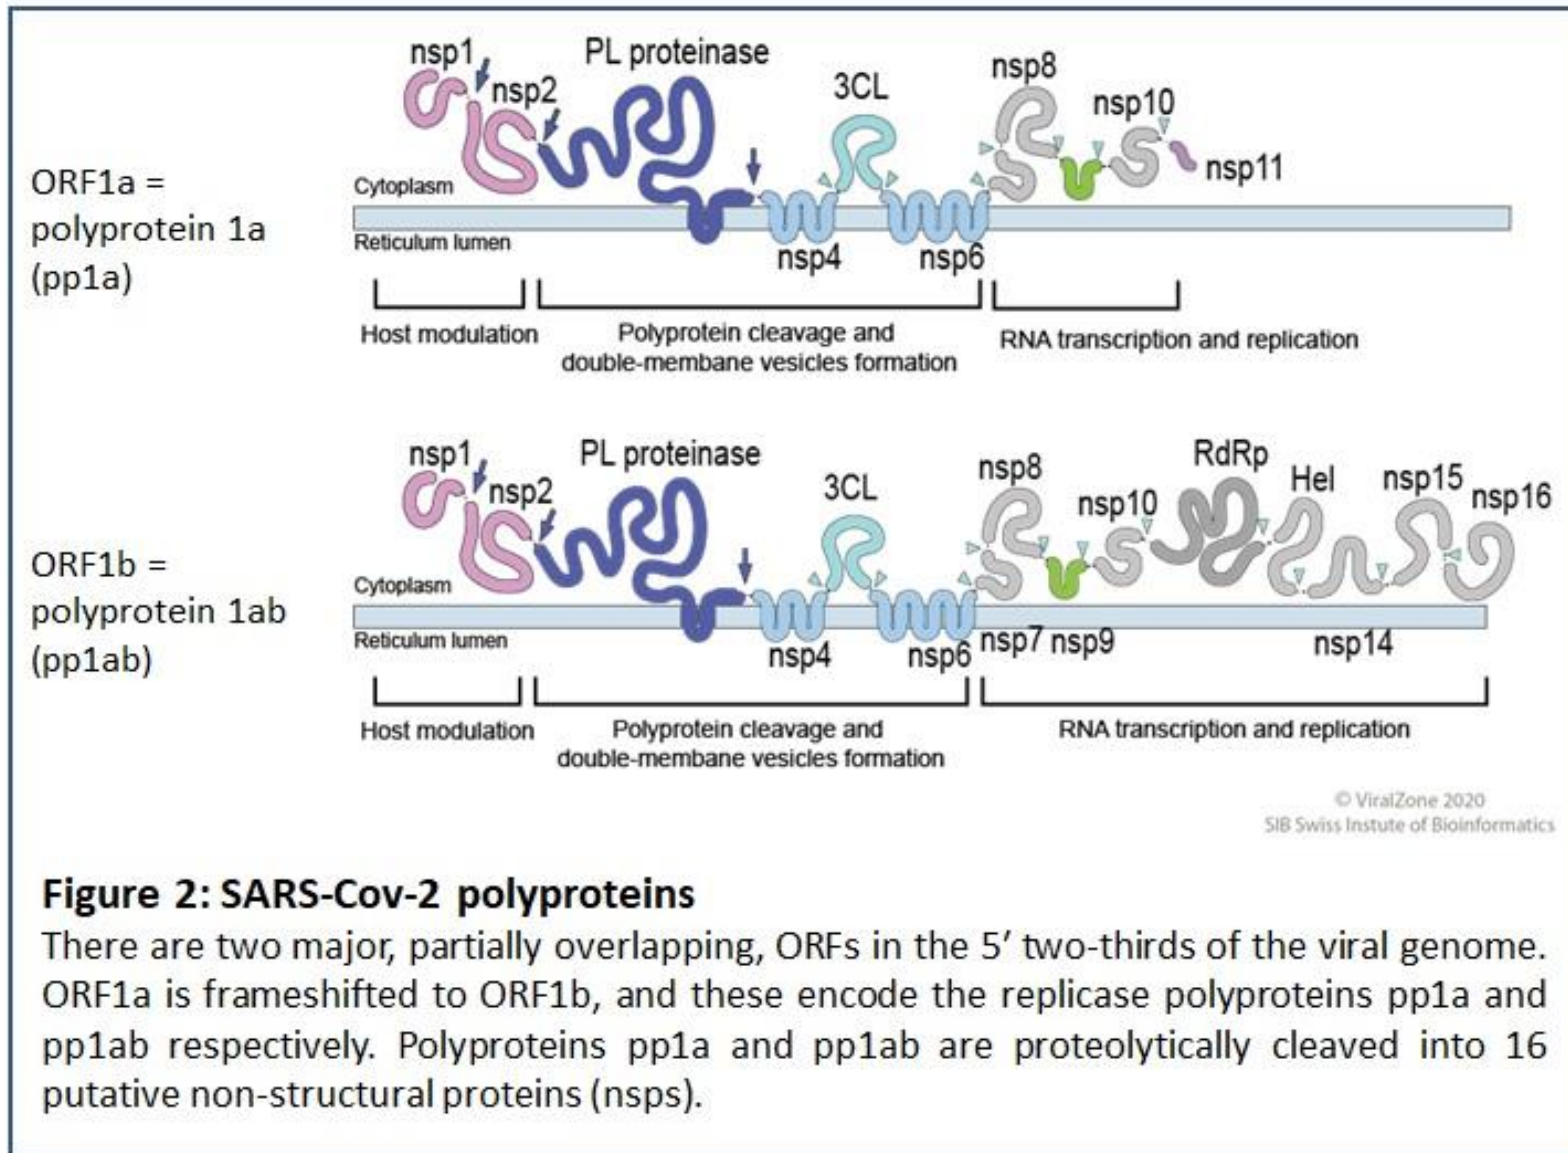 nsp1
nsp2
PL proteinase
3CL
nsp8
nsp10
nsp11
ORF1a =
polyprotein 1a
(pp1a)
Cytoplasm
Reticulum lumen
nsp4
nsp6
Host modulation
Polyprotein cleavage and
double-membane vesicles formation
RNA transcription and replication
nsp1
nsp2
PL proteinase
3CL
nsp8
nsp10
RdRp
Hel
nsp15
nsp16
ORF1b =
polyprotein 1ab
(pp1ab)
Cytoplasm
Reticulum lumen
nsp4
nsp6
nsp7
nsp9
nsp14
Host modulation
Polyprotein cleavage and
double-membane vesicles formation
RNA transcription and replication
© ViralZone 2020
SIB Swiss Instute of Bioinformatics
Figure 2: SARS-Cov-2 polyproteins
There are two major, partially overlapping, ORFs in the 5′ two-thirds of the viral genome.
ORF1a is frameshifted to ORF1b, and these encode the replicase polyproteins pp1a and
pp1ab respectively. Polyproteins pp1a and pp1ab are proteolytically cleaved into 16
putative non-structural proteins (nsps).